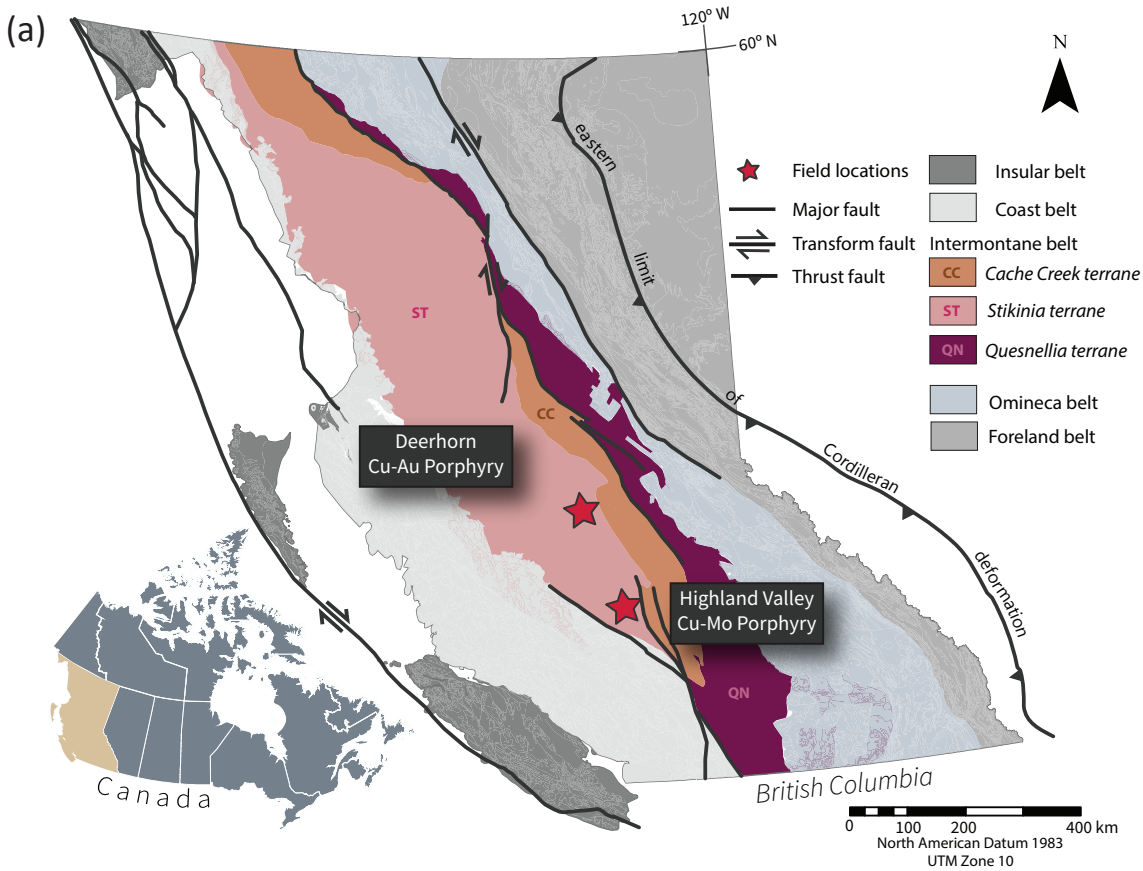 (a)
120º W
60º N
N
eastern
limit
of
Cordilleran
deformation
Field locations
Major fault
Transform fault
Thrust fault
Insular belt
Coast belt
Intermontane belt
CC Cache Creek terrane
ST Stikinia terrane
QN Quesnellia terrane
Omineca belt
Foreland belt
ST
CC
Deerhorn
Cu-Au Porphyry
Highland Valley
Cu-Mo Porphyry
QN
Canada
British Columbia
0 100 200 400 km
North American Datum 1983
UTM Zone 10